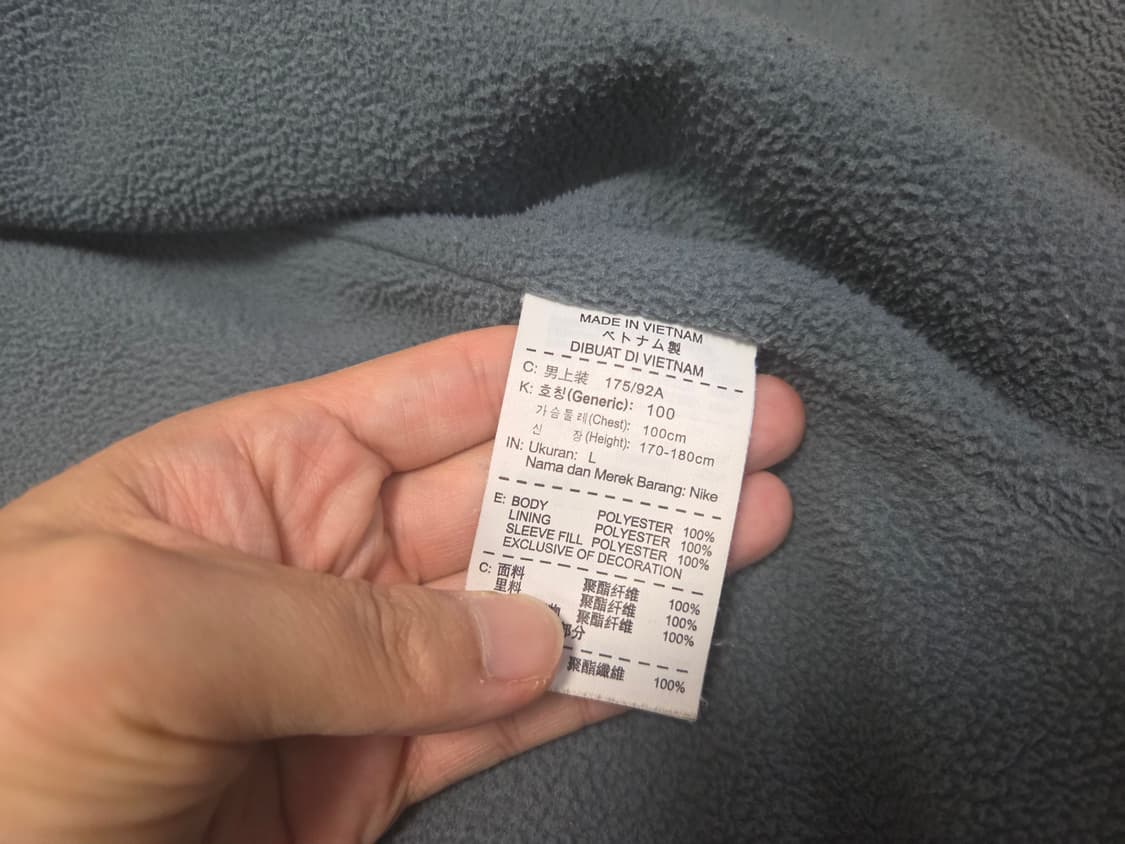 MADE IN VIETNAM
ベトナム製
DIBUAT DI VIETNAM
C: 男上装 175/92A
K: 호칭(Generic): 100
가슴둘레(Chest): 100cm
신 장(Height): 170-180cm
IN: Ukuran: L
Nama dan Merek Barang: Nike
E: BODY POLYESTER 100%
LINING POLYESTER 100%
SLEEVE FILL POLYESTER 100%
EXCLUSIVE OF DECORATION
C: 面料 聚酯纤维 100%
里料 聚酯纤维 100%
物 聚酯纤维 100%
部分
聚酯纖維 100%